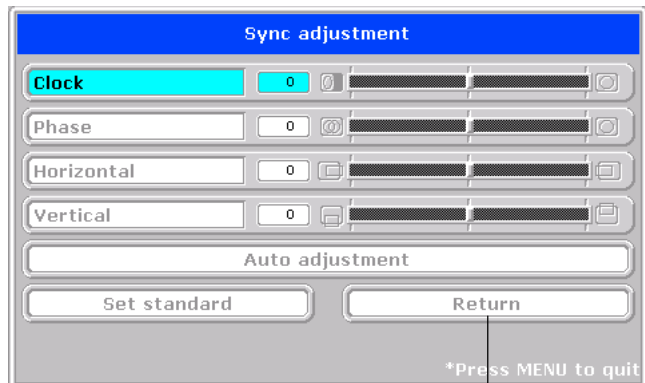 Sync adjustment
Clock 0
Phase 0
Horizontal 0
Vertical 0
Auto adjustment
Set standard Return
*Press MENU to quit